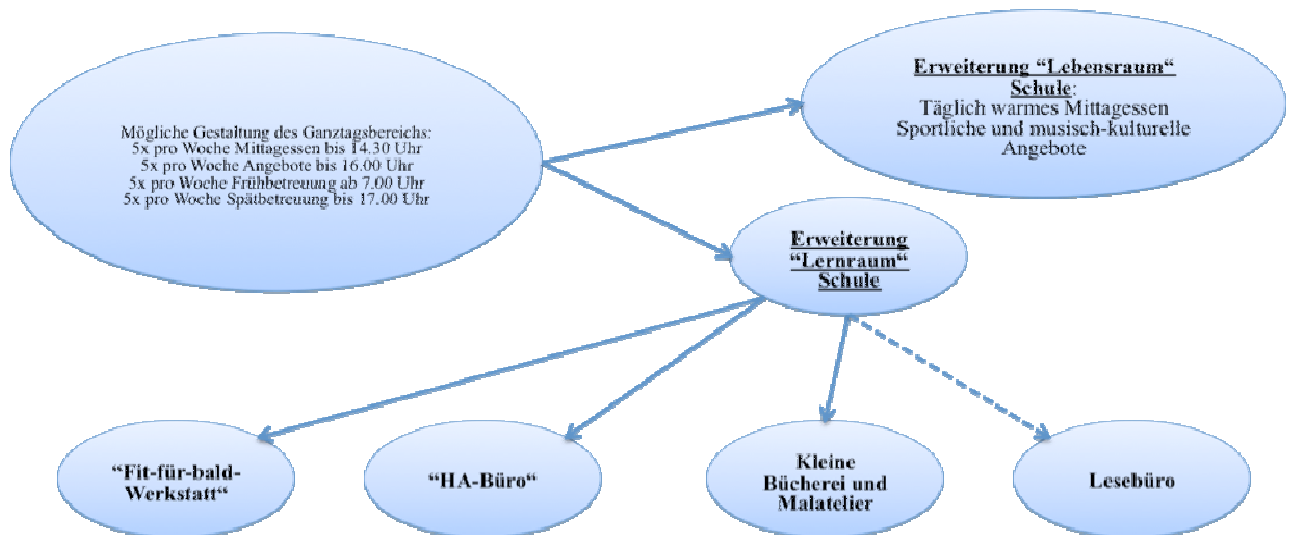 Mögliche Gestaltung des Ganztagsbereichs:
5x pro Woche Mittagessen bis 14.30 Uhr
5x pro Woche Angebote bis 16.00 Uhr
5x pro Woche Frühbetreuung ab 7.00 Uhr
5x pro Woche Spätbetreuung bis 17.00 Uhr
Erweiterung “Lebensraum“
Schule:
Täglich warmes Mittagessen
Sportliche und musisch-kulturelle
Angebote
Erweiterung
“Lernraum“
Schule
“Fit-für-bald-
Werkstatt“
“HA-Büro“
Kleine
Bücherei und
Malatelier
Lesebüro